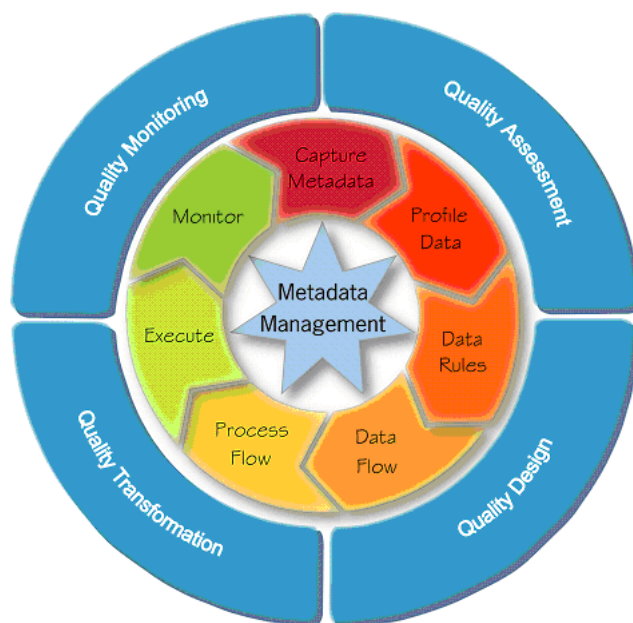 Quality Monitoring
Quality Assessment
Capture
Metadata
Monitor
Profile
Data
Metadata
Management
Execute
Data
Rules
Process
Flow
Data
Flow
Quality Transformation
Quality Design